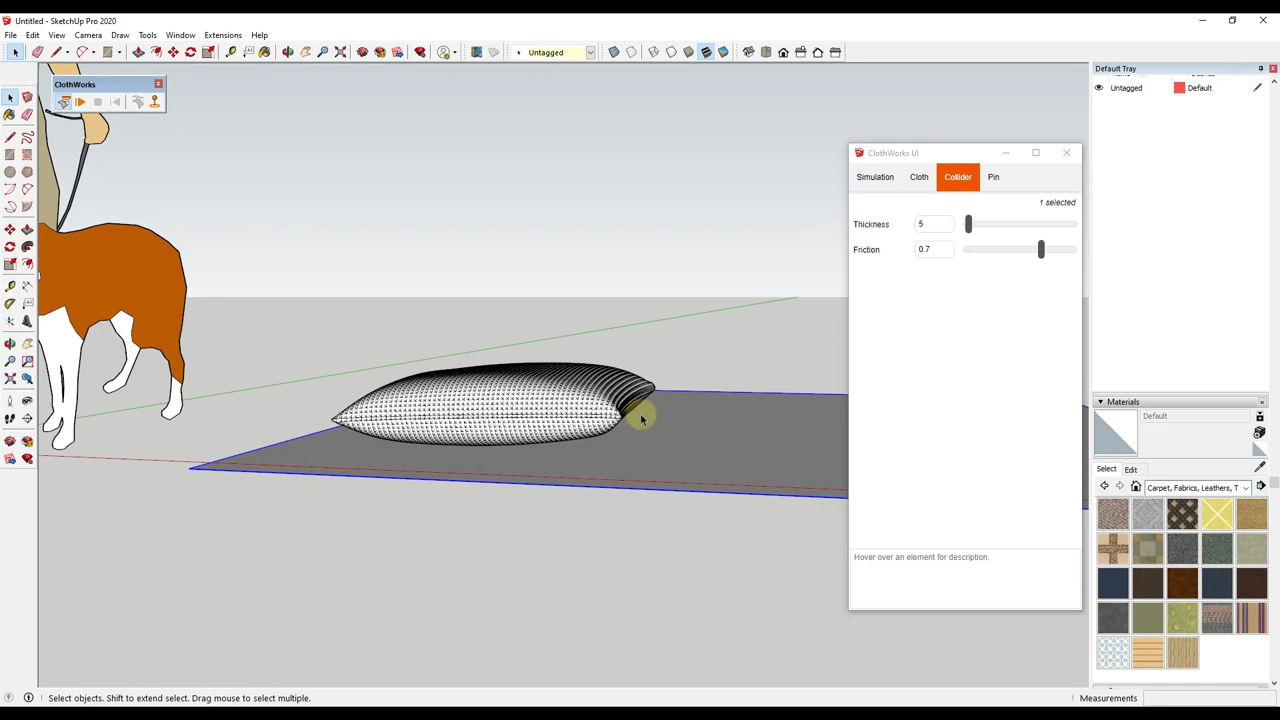 Untitled - SketchUp Pro 2020
File Edit View Camera Draw Tools Window Extensions Help
Untagged
ClothWorks
Default Tray
Untagged Default
ClothWorks UI
Simulation Cloth Collider Pin
1 selected
Thickness 5
Friction 0.7
Hover over an element for description.
Materials
Default
Select Edit
Carpet, Fabrics, Leathers, T
Select objects. Shift to extend select. Drag mouse to select multiple.
Measurements